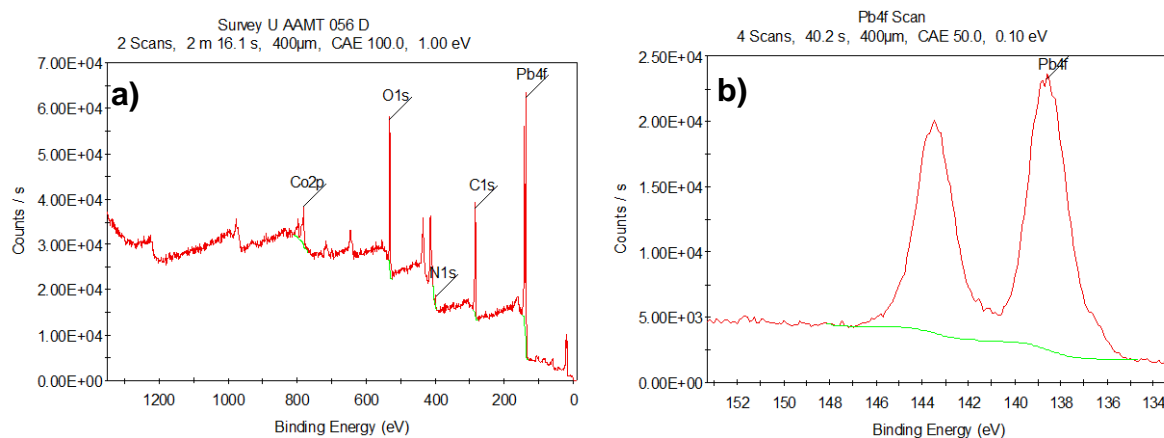 Survey U AAMT 056 D
2 Scans, 2 m 16.1 s, 400µm, CAE 100.0, 1.00 eV
a)
7.00E+04
6.00E+04
5.00E+04
4.00E+04
3.00E+04
2.00E+04
1.00E+04
0.00E+00
Counts / s
Pb4f
O1s
Co2p
C1s
N1s
1200 1000 800 600 400 200 0
Binding Energy (eV)
Pb4f Scan
4 Scans, 40.2 s, 400µm, CAE 50.0, 0.10 eV
b)
2.50E+04
2.00E+04
1.50E+04
1.00E+04
5.00E+03
0.00E+00
Counts / s
Pb4f
152 150 148 146 144 142 140 138 136 134
Binding Energy (eV)